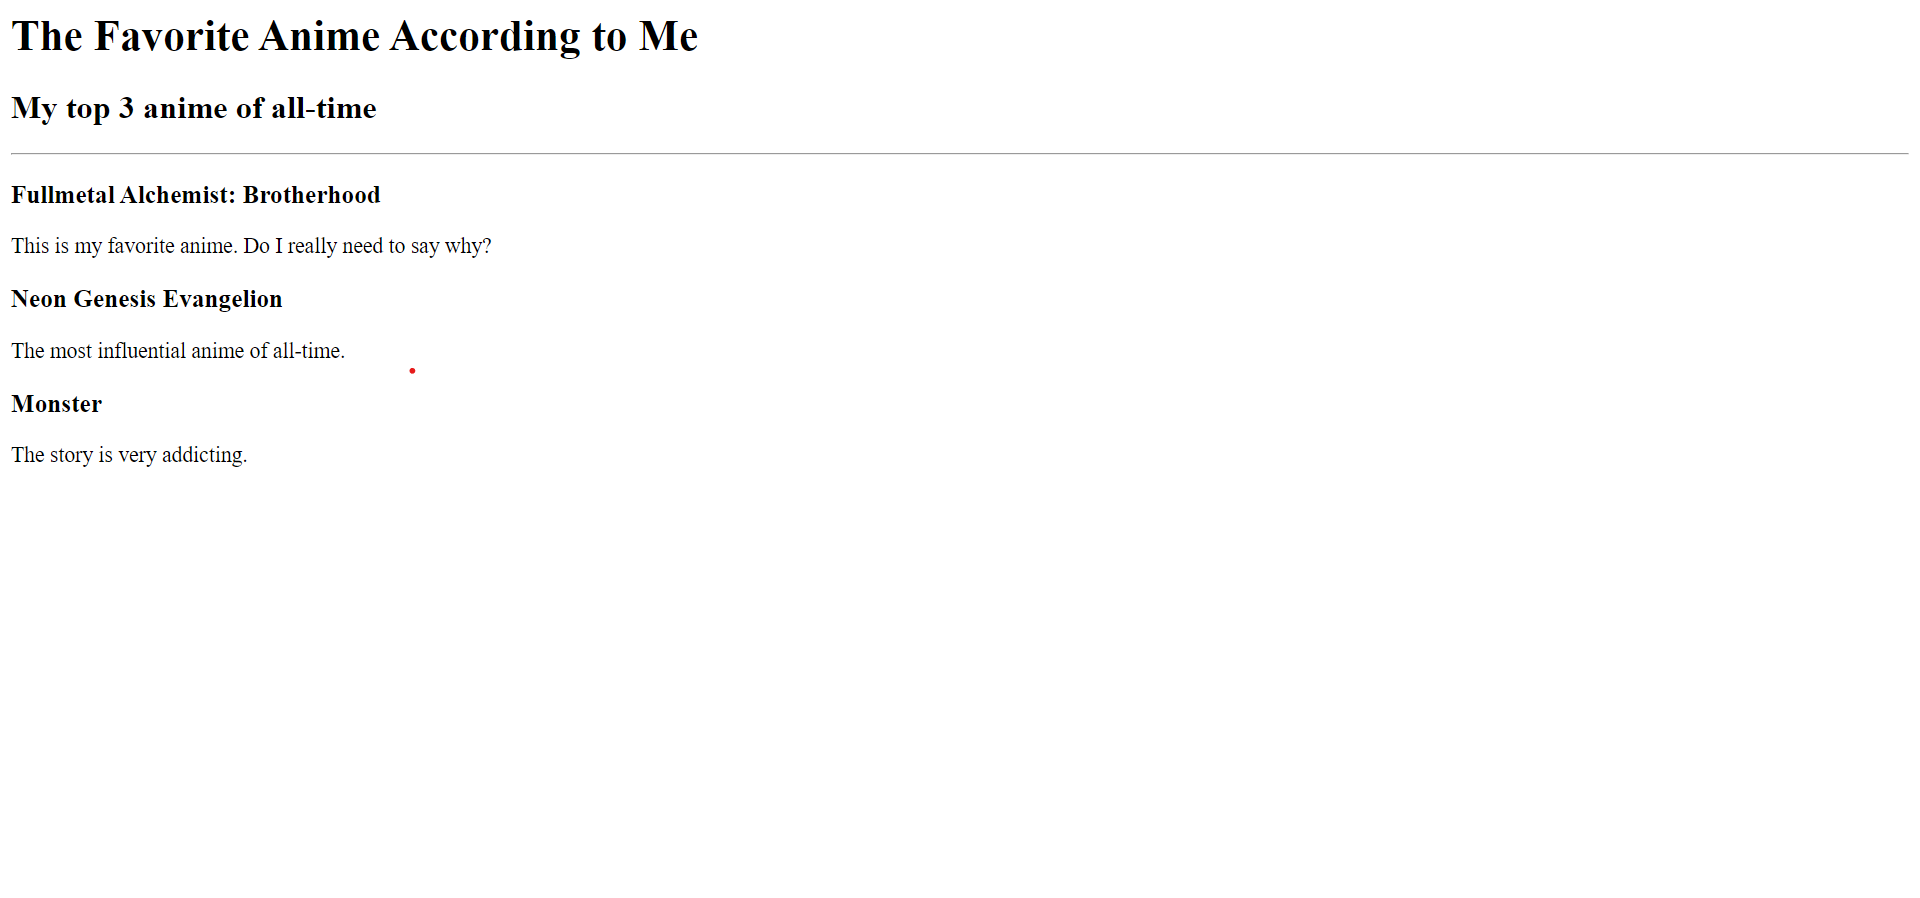 The Favorite Anime According to Me
My top 3 anime of all-time
Fullmetal Alchemist: Brotherhood
This is my favorite anime. Do I really need to say why?
Neon Genesis Evangelion
The most influential anime of all-time.
Monster
The story is very addicting.